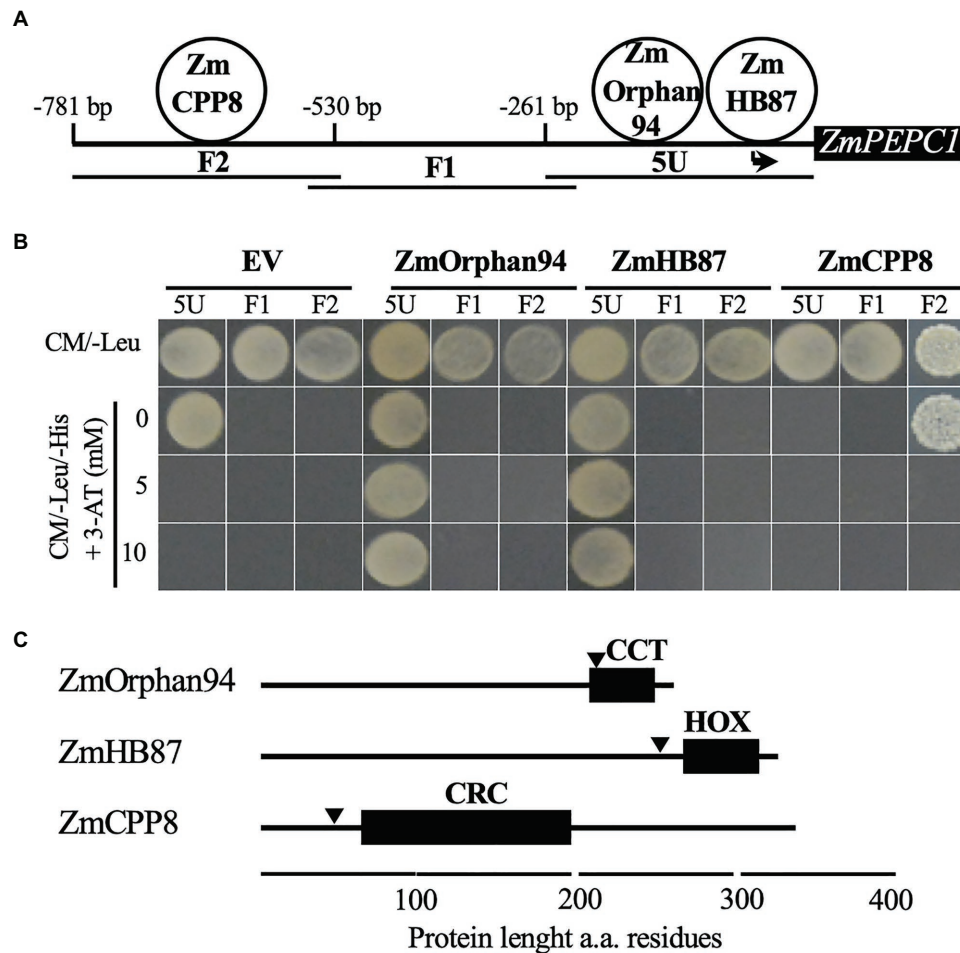 A
Zm
CPP8
Zm
Orphan
94
Zm
HB87
-781 bp
-530 bp
-261 bp
ZmPEPC1
F2
F1
5U
B
EV
ZmOrphan94
ZmHB87
ZmCPP8
5U F1 F2 5U F1 F2 5U F1 F2 5U F1 F2
CM/-Leu
CM/-Leu/-His
+ 3-AT (mM)
0
5
10
C
ZmOrphan94
CCT
ZmHB87
HOX
ZmCPP8
CRC
100 200 300 400
Protein lenght a.a. residues